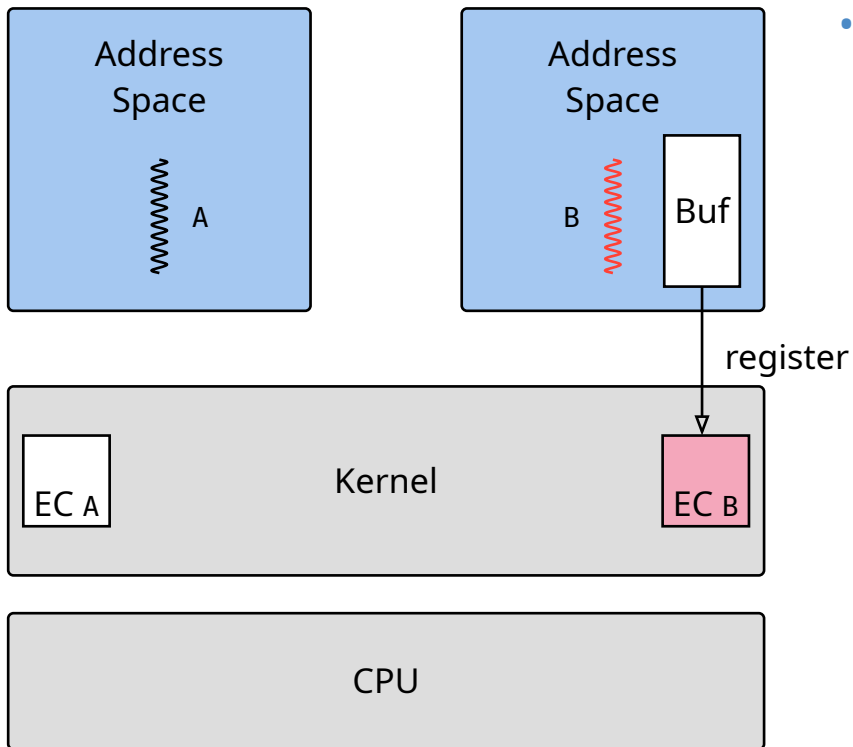 Address
Space
A
Address
Space
B
Buf
register
EC A
Kernel
EC B
CPU